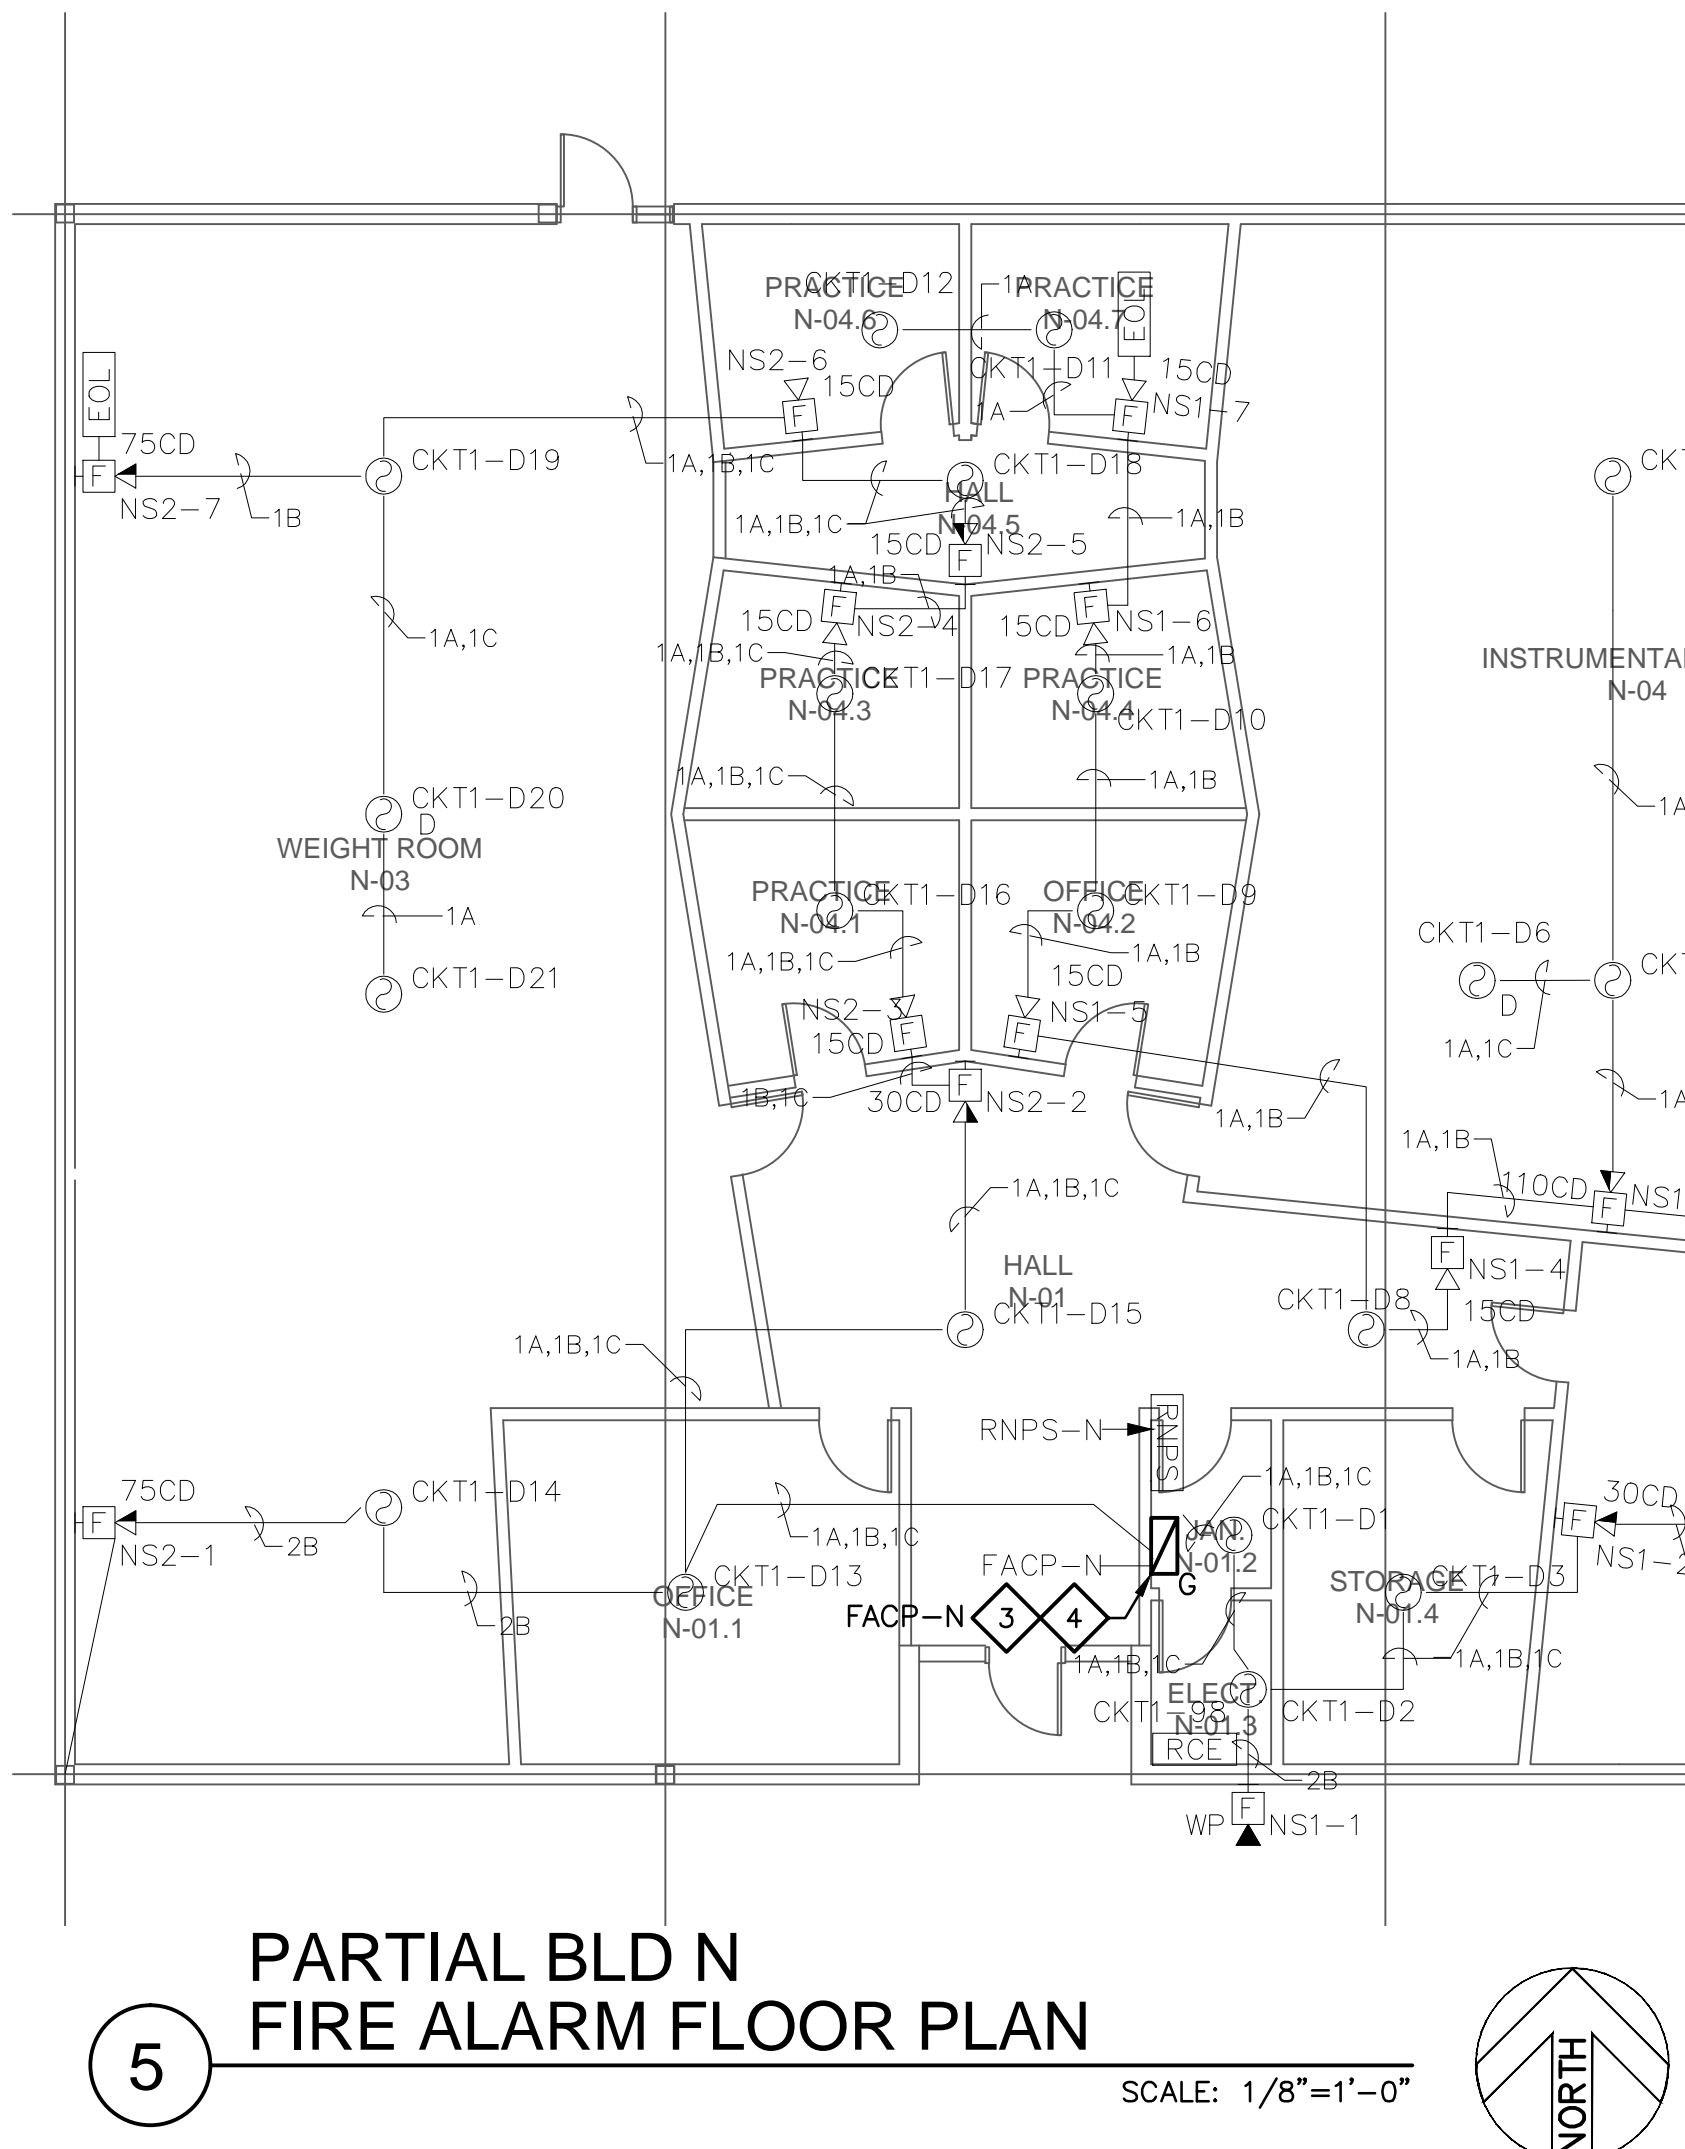 CKT1-D12
1A
PRACTICE
N-04.6
PRACTICE
N-04.7
EOL
NS2-6
15CD
CKT1-D11
15CD
1A
NS1-7
F
F
EOL
75CD
F
NS2-7
1B
CKT1-D19
1A,1B,1C
CKT1-D18
HALL
N-04.5
1A,1B,1C
1A,1B
15CD
F
NS2-5
1A,1B
15CD
F
NS2-4
15CD
F
NS1-6
1A,1C
1A,1B,1C
1A,1B
PRACTICE
N-04.3
CKT1-D17
PRACTICE
N-04.4
CKT1-D10
INSTRUMENTA
N-04
CKT
1A,1B,1C
1A,1B
1A
CKT1-D20
D
WEIGHT ROOM
N-03
1A
CKT1-D21
PRACTICE
N-04.1
CKT1-D16
OFFICE
N-04.2
CKT1-D9
1A,1B,1C
1A,1B
15CD
NS2-3
15CD
F
NS1-5
F
CKT1-D6
D
CKT
1A,1C
1A
1B,1C
30CD
F
NS2-2
1A,1B
1A,1B
110CD
F
NS1
1A,1B,1C
F
NS1-4
15CD
HALL
N-01
CKT1-D15
CKT1-D8
1A,1B
1A,1B,1C
RNPS-N
RNPS
1A,1B,1C
75CD
F
NS2-1
2B
CKT1-D14
1A,1B,1C
CKT1-D1
JAN.
N-01.2
30CD
F
NS1-2
FACP-N
G
CKT1-D13
OFFICE
N-01.1
2B
FACP-N
3
4
STORAGE
N-01.4
CKT1-D3
1A,1B,1C
1A,1B,1C
ELECT.
N-01.3
CKT1-98
CKT1-D2
RCE
2B
WP
F
NS1-1
PARTIAL BLD N
FIRE ALARM FLOOR PLAN
5
SCALE: 1/8"=1'-0"
NORTH